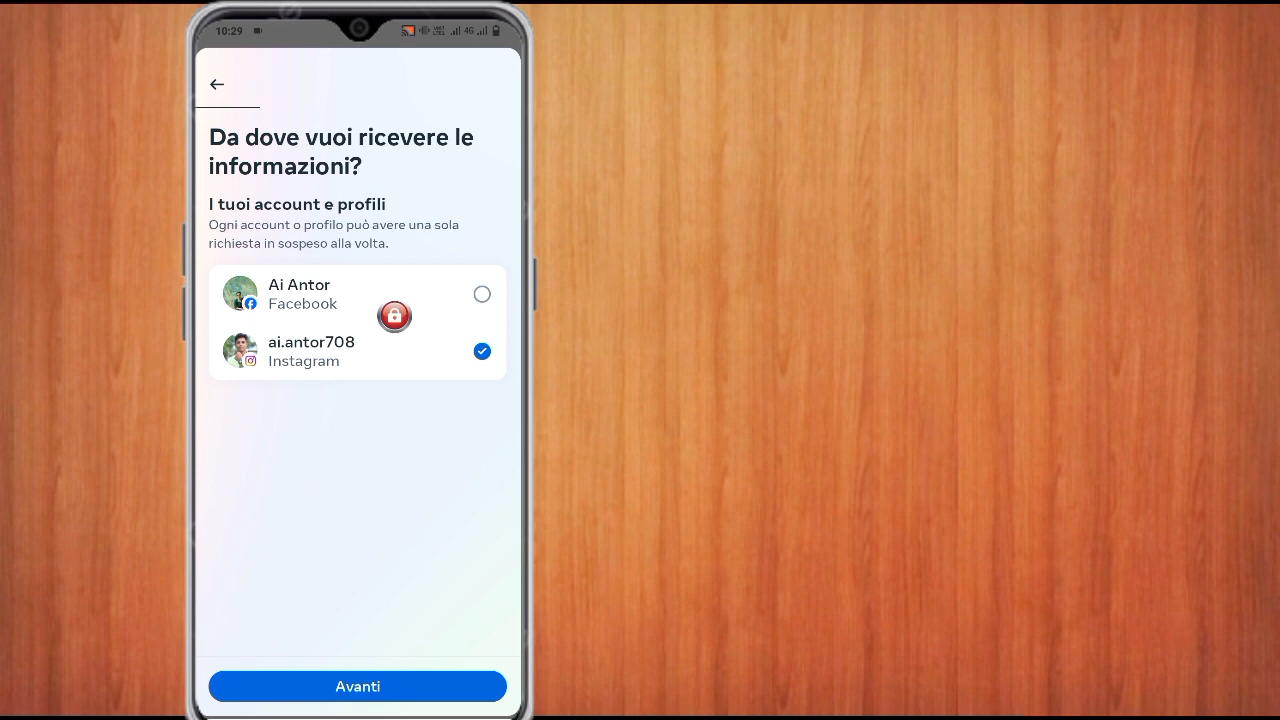 10:29
4G
Da dove vuoi ricevere le
informazioni?
I tuoi account e profili
Ogni account o profilo può avere una sola
richiesta in sospeso alla volta.
Ai Antor
Facebook
ai.antor708
Instagram
Avanti